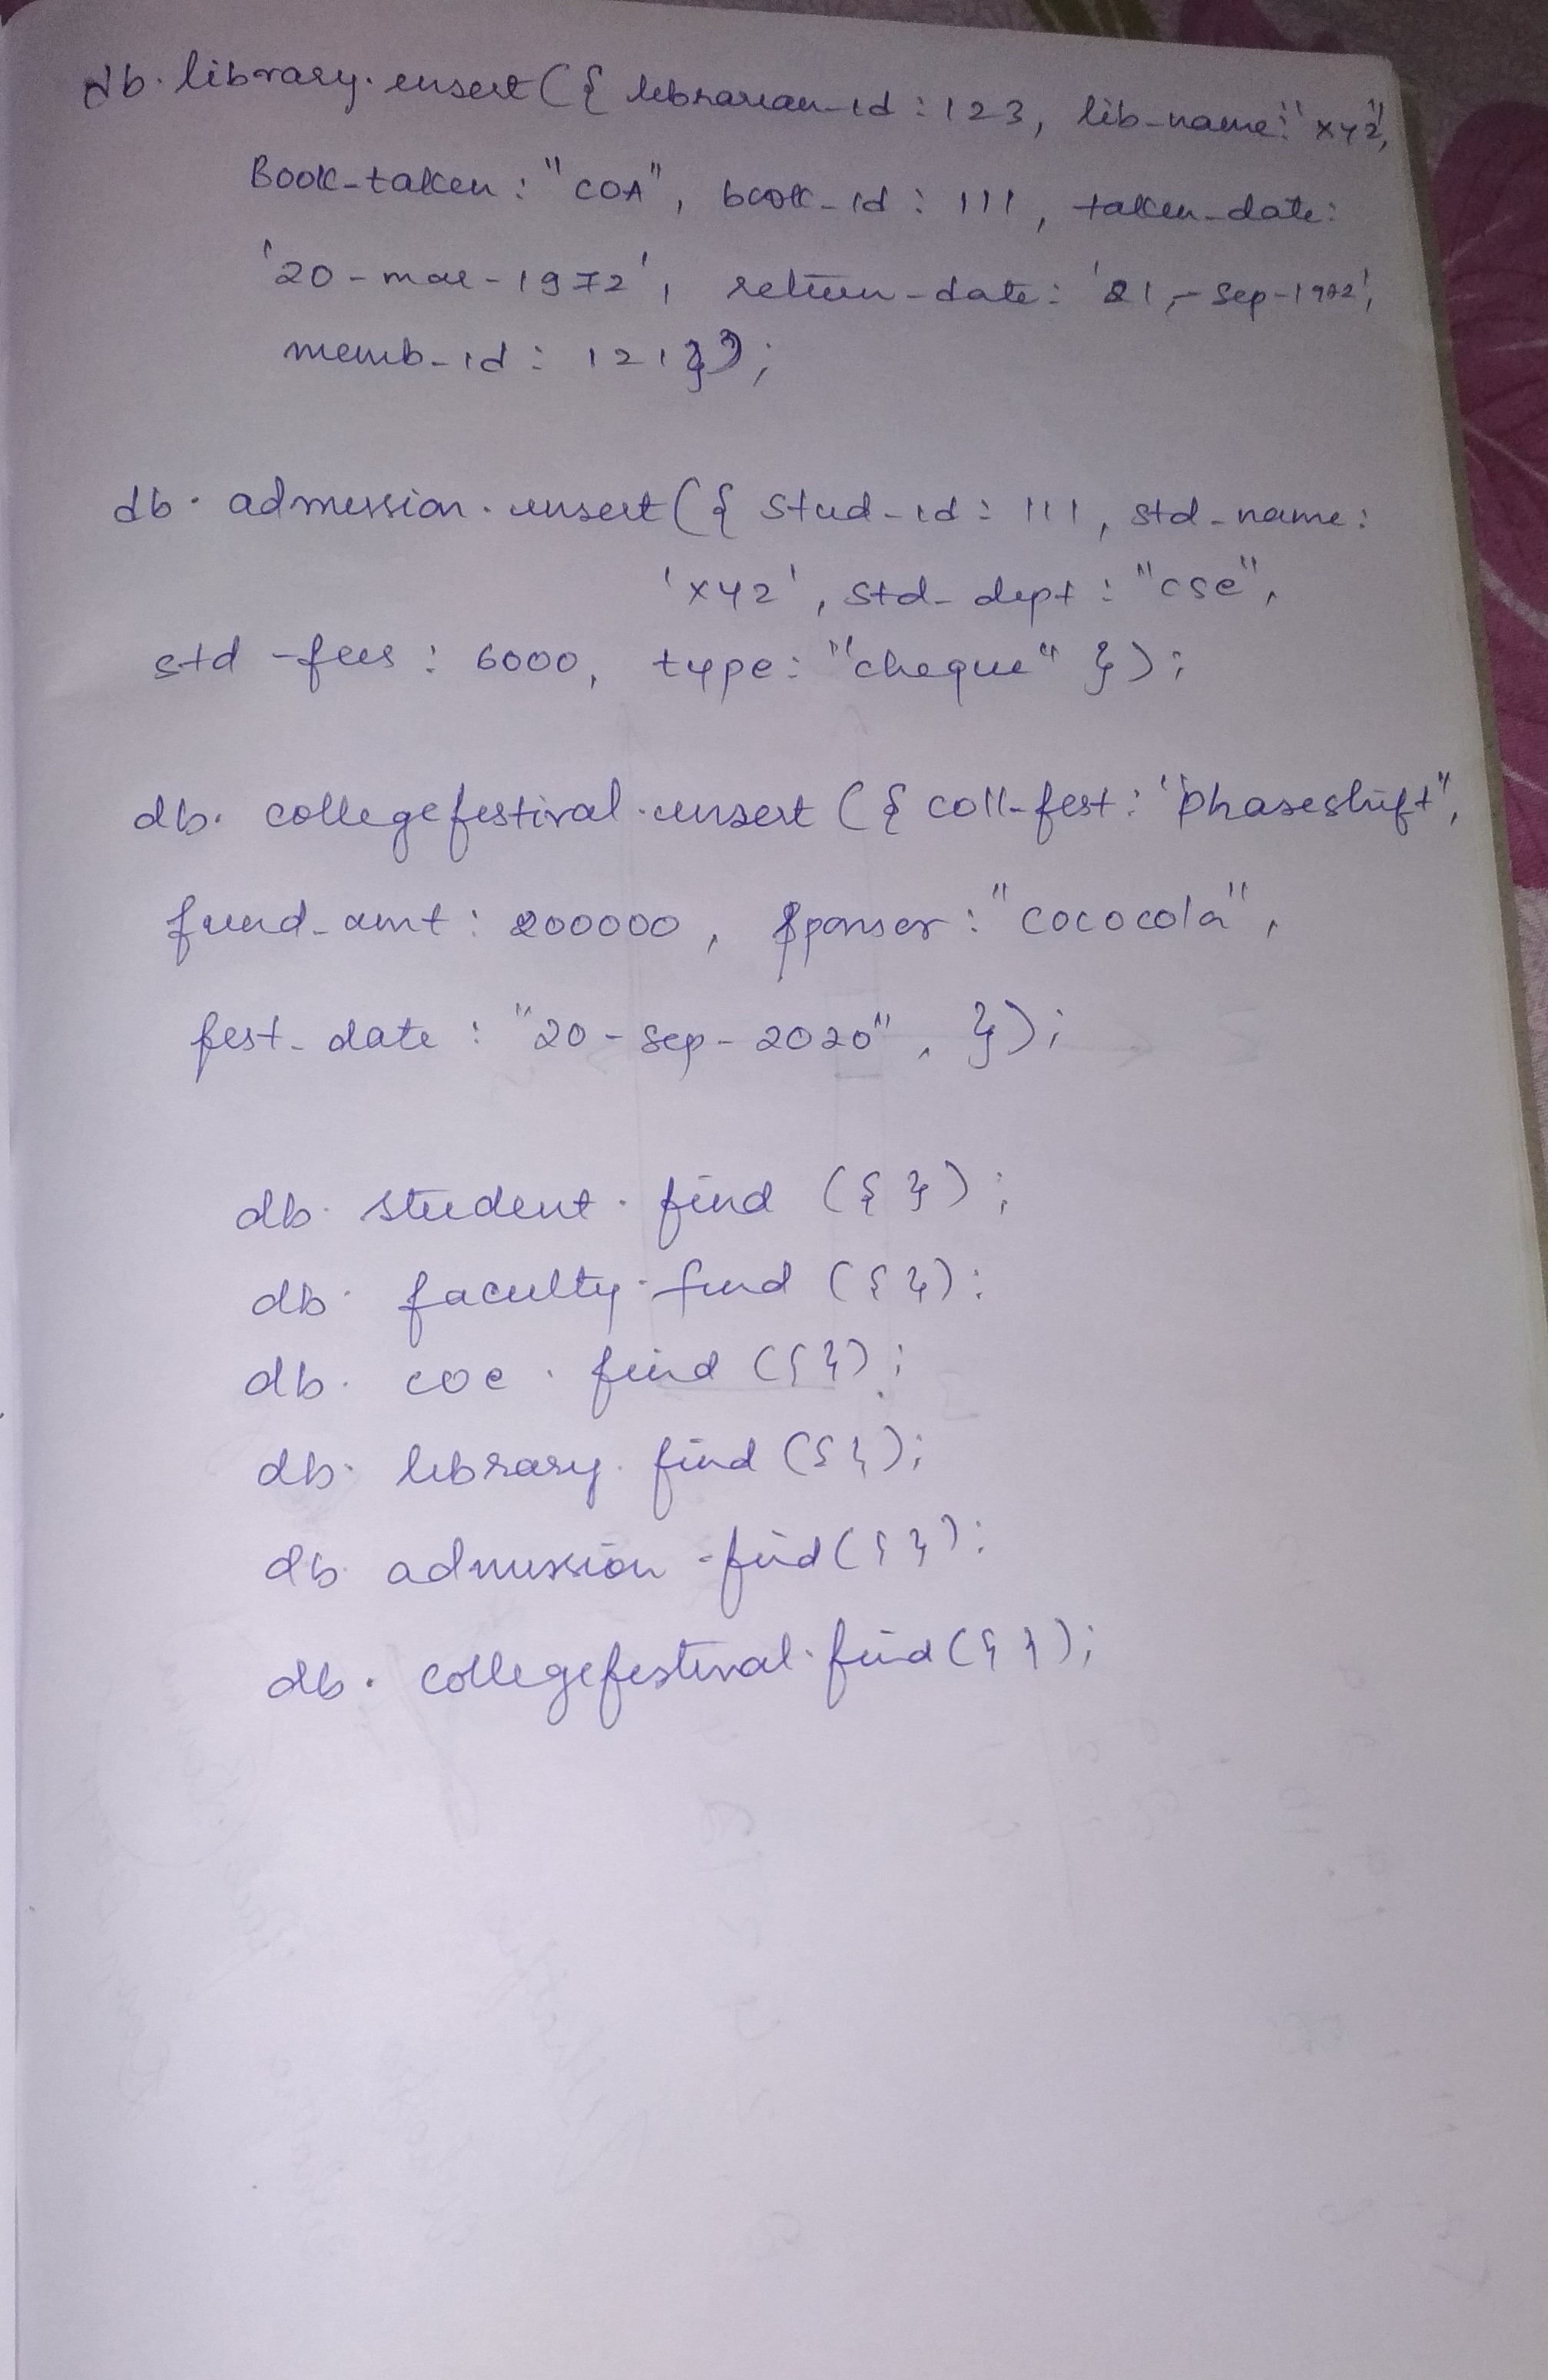 db.library.insert({ librarian_id : 123, lib_name: "xyz",
Book_taken : "COA", book_id : 111, taken_date:
'20-mar-1972', return_date: '21-Sep-1972',
memb_id : 121});
db.admission.insert({ Stud_id : 111, std_name :
'xyz', std_dept : "cse",
std_fees : 6000, type: "cheque" });
db.collegefestival.insert ({ coll_fest: "phaseshift",
fund_amt : 200000, sponser : "cococola",
fest_date : "20-sep-2020", });
db.student.find ({ });
db.faculty.find ({ });
db.coe.find ({ });
db.library.find ({ });
db.admission.find({ });
db.collegefestival.find({ });